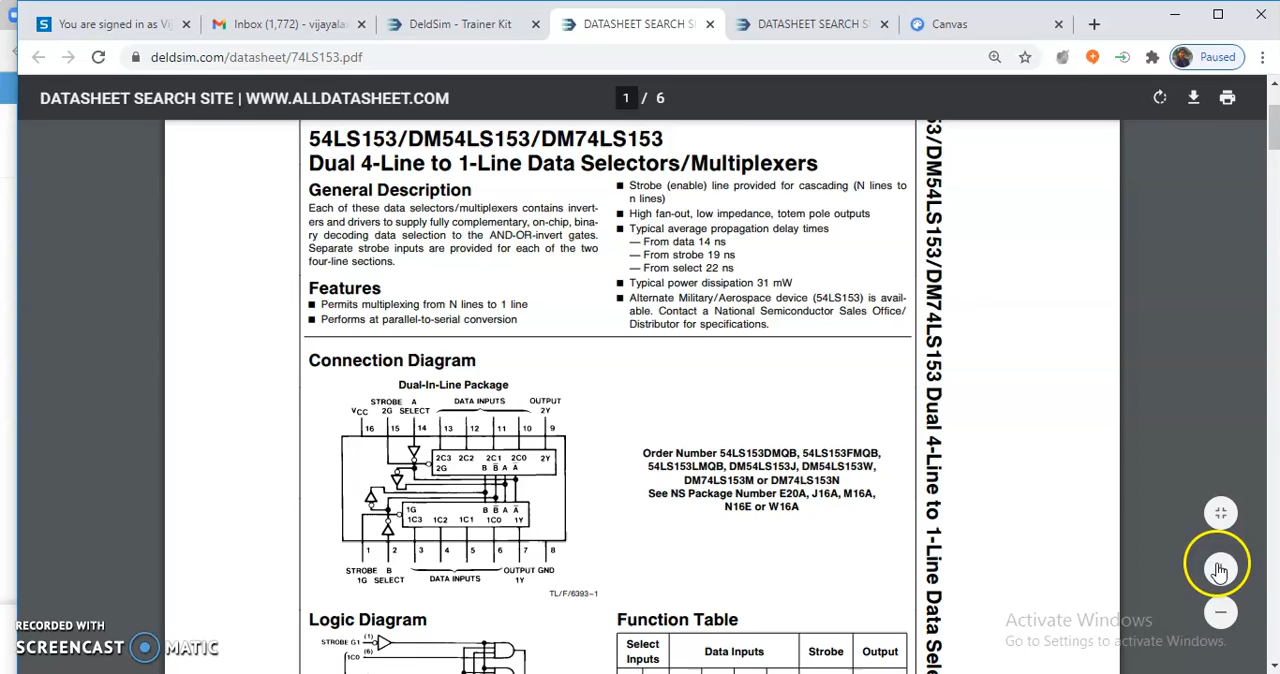 You are signed in as Vij
Inbox (1,772) - vijayala
DeldSim - Trainer Kit
DATASHEET SEARCH S
DATASHEET SEARCH S
Canvas
deldsim.com/datasheet/74LS153.pdf
Paused
DATASHEET SEARCH SITE | WWW.ALLDATASHEET.COM
1 / 6
54LS153/DM54LS153/DM74LS153
Dual 4-Line to 1-Line Data Selectors/Multiplexers
General Description
Each of these data selectors/multiplexers contains invert-
ers and drivers to supply fully complementary, on-chip, bina-
ry decoding data selection to the AND-OR-invert gates.
Separate strobe inputs are provided for each of the two
four-line sections.
Features
■ Permits multiplexing from N lines to 1 line
■ Performs at parallel-to-serial conversion
■ Strobe (enable) line provided for cascading (N lines to
n lines)
■ High fan-out, low impedance, totem pole outputs
■ Typical average propagation delay times
— From data 14 ns
— From strobe 19 ns
— From select 22 ns
■ Typical power dissipation 31 mW
■ Alternate Military/Aerospace device (54LS153) is avail-
able. Contact a National Semiconductor Sales Office/
Distributor for specifications.
53/DM54LS153/DM74LS153 Dual 4-Line to 1-Line Data Sele
Connection Diagram
Dual-In-Line Package
STROBE A DATA INPUTS OUTPUT
VCC 2G SELECT 2Y
16 15 14 13 12 11 10 9
2C3 2C2 2C1 2C0 2Y
2G B B̅ A A̅
1G B B̅ A A̅
1C3 1C2 1C1 1C0 1Y
1 2 3 4 5 6 7 8
STROBE B DATA INPUTS OUTPUT GND
1G SELECT 1Y
TL/F/6393–1
Order Number 54LS153DMQB, 54LS153FMQB,
54LS153LMQB, DM54LS153J, DM54LS153W,
DM74LS153M or DM74LS153N
See NS Package Number E20A, J16A, M16A,
N16E or W16A
Logic Diagram
STROBE G1 (1)
(6)
1C0
Function Table
Select
Inputs
Data Inputs
Strobe
Output
Activate Windows
Go to Settings to activate Windows.
RECORDED WITH
SCREENCAST MATIC